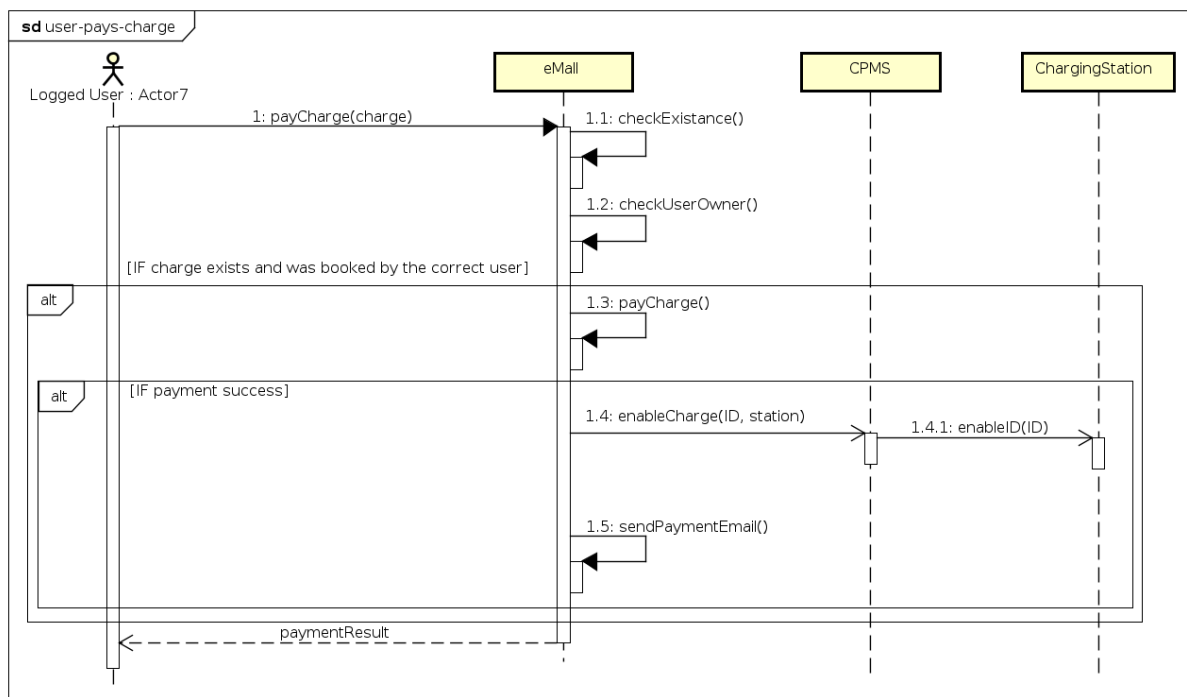 sd user-pays-charge
Logged User : Actor7
eMall
CPMS
ChargingStation
1: payCharge(charge)
1.1: checkExistance()
1.2: checkUserOwner()
[IF charge exists and was booked by the correct user]
alt
1.3: payCharge()
alt
[IF payment success]
1.4: enableCharge(ID, station)
1.4.1: enableID(ID)
1.5: sendPaymentEmail()
paymentResult